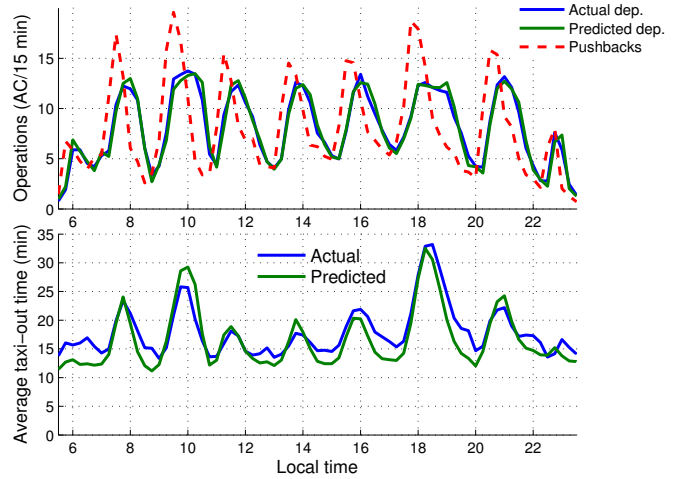 Actual dep.
Predicted dep.
Pushbacks
Operations (AC/15 min)
15
10
5
0
6 8 10 12 14 16 18 20 22
Average taxi-out time (min)
35
30
25
20
15
10
5
0
Actual
Predicted
6 8 10 12 14 16 18 20 22
Local time